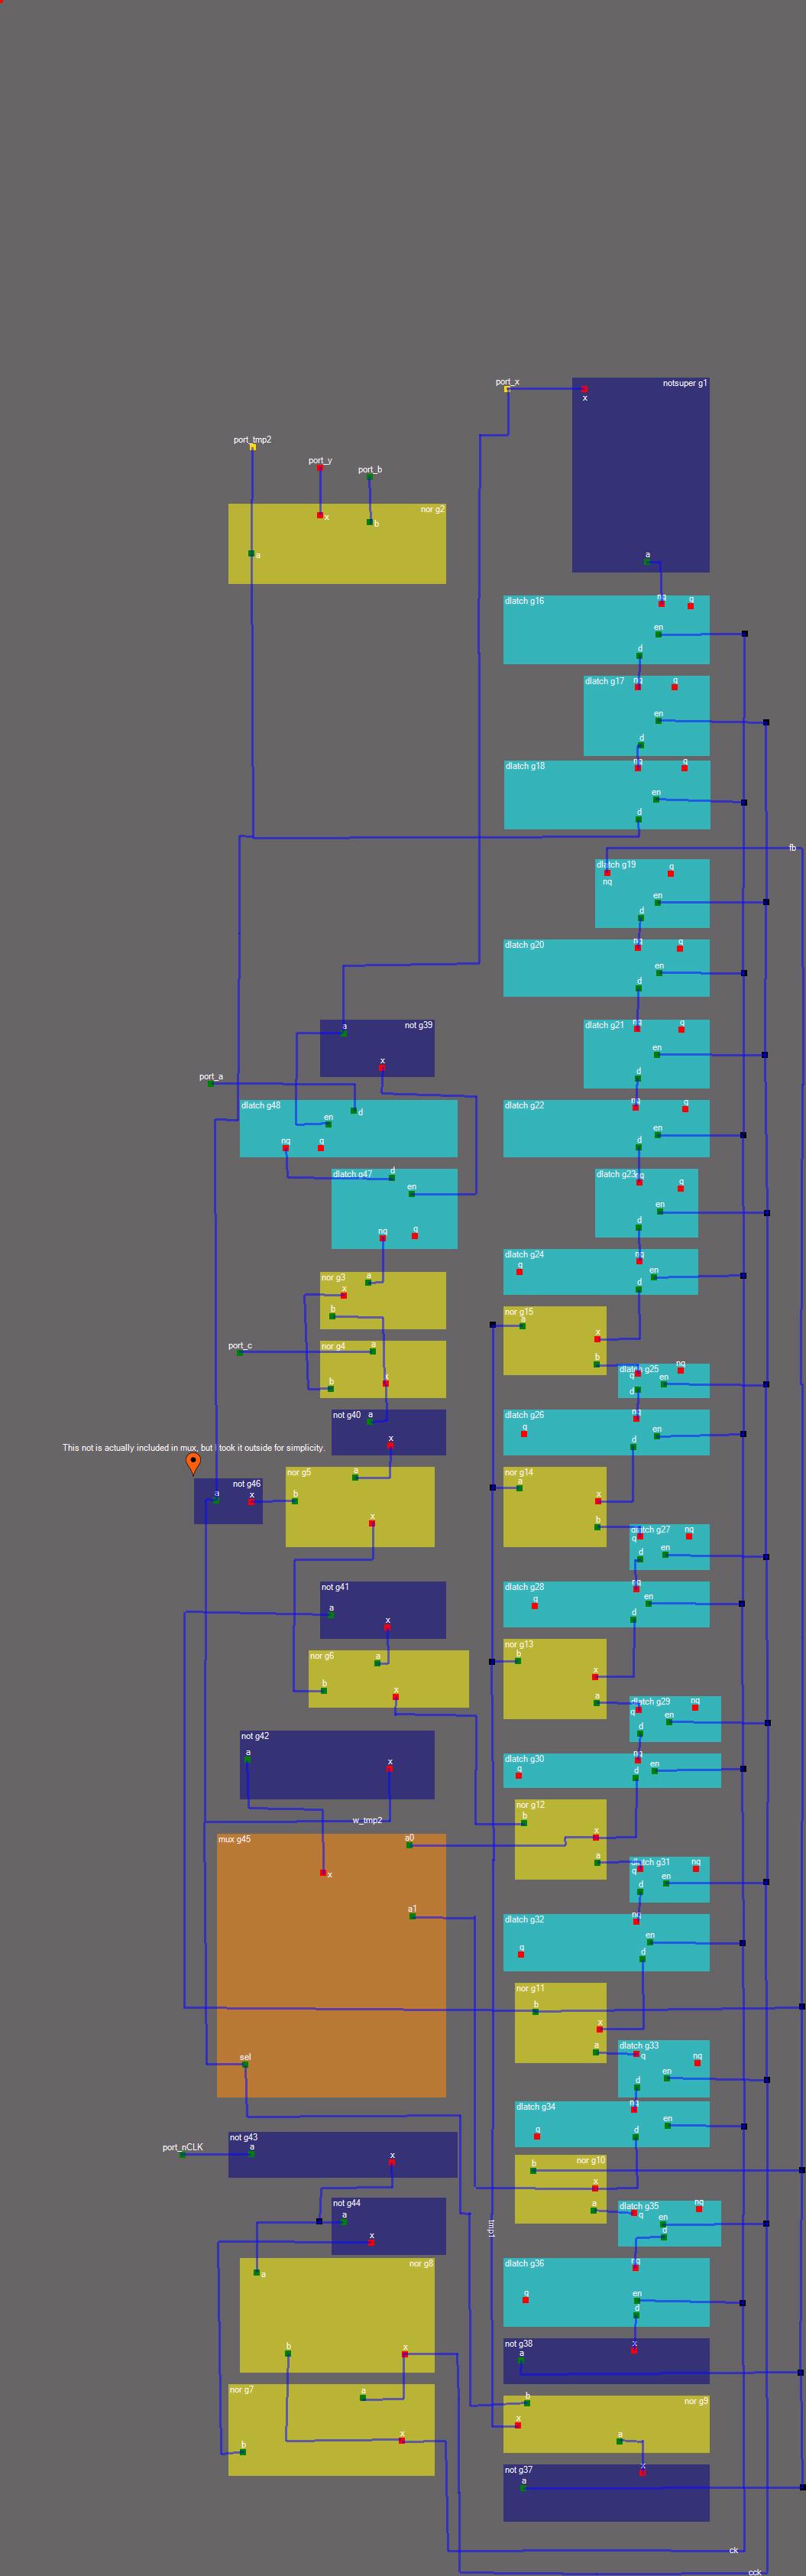 port_x
notsuper g1
x
port_tmp2
port_y
port_b
nor g2
x
b
a
a
dlatch g16
nq
q
en
d
dlatch g17
nq
q
en
d
dlatch g18
nq
q
en
d
fb
dlatch g19
q
nq
en
d
dlatch g20
nq
q
en
d
not g39
a
x
dlatch g21
nq
q
en
d
port_a
dlatch g48
d
en
nq
q
dlatch g22
nq
q
en
d
dlatch g47
d
en
nq
q
dlatch g23
nq
q
en
d
dlatch g24
q
nq
en
d
nor g3
a
x
b
nor g15
a
x
b
port_c
nor g4
a
b
x
dlatch g25
q
nq
en
d
not g40
a
x
dlatch g26
q
nq
en
d
This not is actually included in mux, but I took it outside for simplicity.
not g46
a
x
nor g5
a
b
x
nor g14
a
x
b
dlatch g27
q
nq
en
d
not g41
a
x
dlatch g28
q
nq
en
d
nor g6
a
b
x
nor g13
b
x
a
dlatch g29
q
nq
en
d
not g42
a
x
dlatch g30
q
nq
en
d
w_tmp2
nor g12
b
x
a
mux g45
a0
x
a1
sel
dlatch g31
q
nq
en
d
dlatch g32
q
nq
en
d
nor g11
b
x
a
dlatch g33
q
nq
en
d
dlatch g34
q
nq
en
d
port_nCLK
not g43
a
x
nor g10
b
x
a
not g44
a
x
dlatch g35
q
nq
en
d
tmp1
nor g8
a
b
x
dlatch g36
q
nq
en
d
not g38
a
x
nor g7
a
b
x
nor g9
b
x
a
not g37
x
a
ck
cck